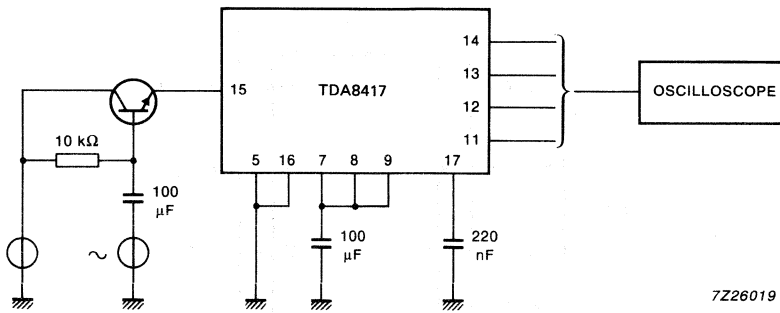 14
13
15
TDA8417
OSCILLOSCOPE
12
10 kΩ
11
5 16 7 8 9 17
100
µF
100
µF
220
nF
~
7Z26019